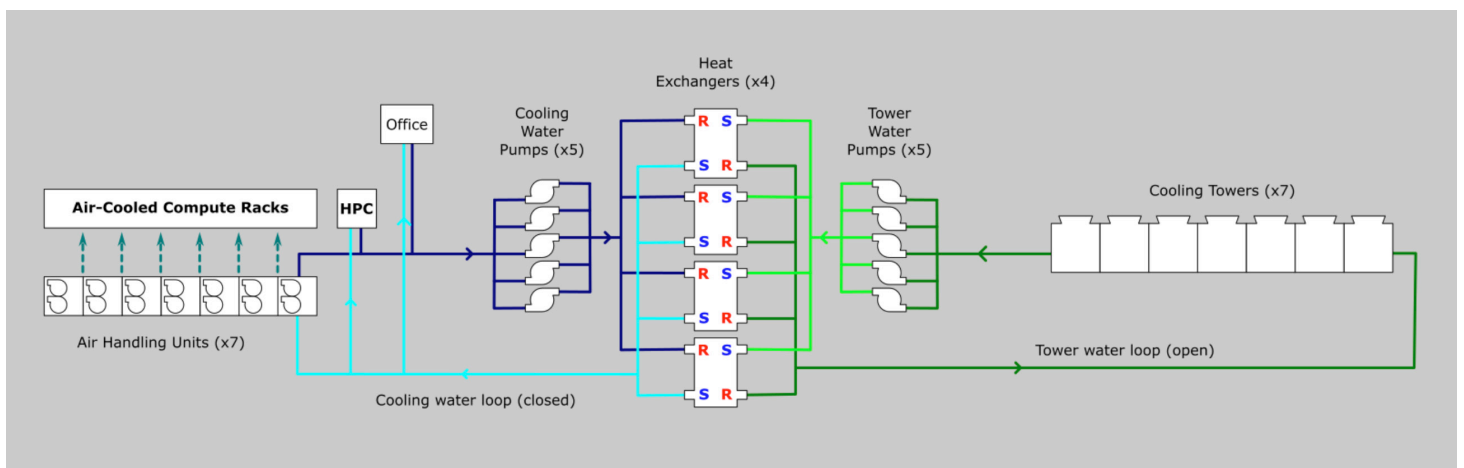 Heat
Exchangers (x4)
Office
Cooling
Water
Pumps (x5)
Tower
Water
Pumps (x5)
R S
S R
Air-Cooled Compute Racks
HPC
R S
S R
Cooling Towers (x7)
R S
S R
Air Handling Units (x7)
R S
S R
Tower water loop (open)
Cooling water loop (closed)